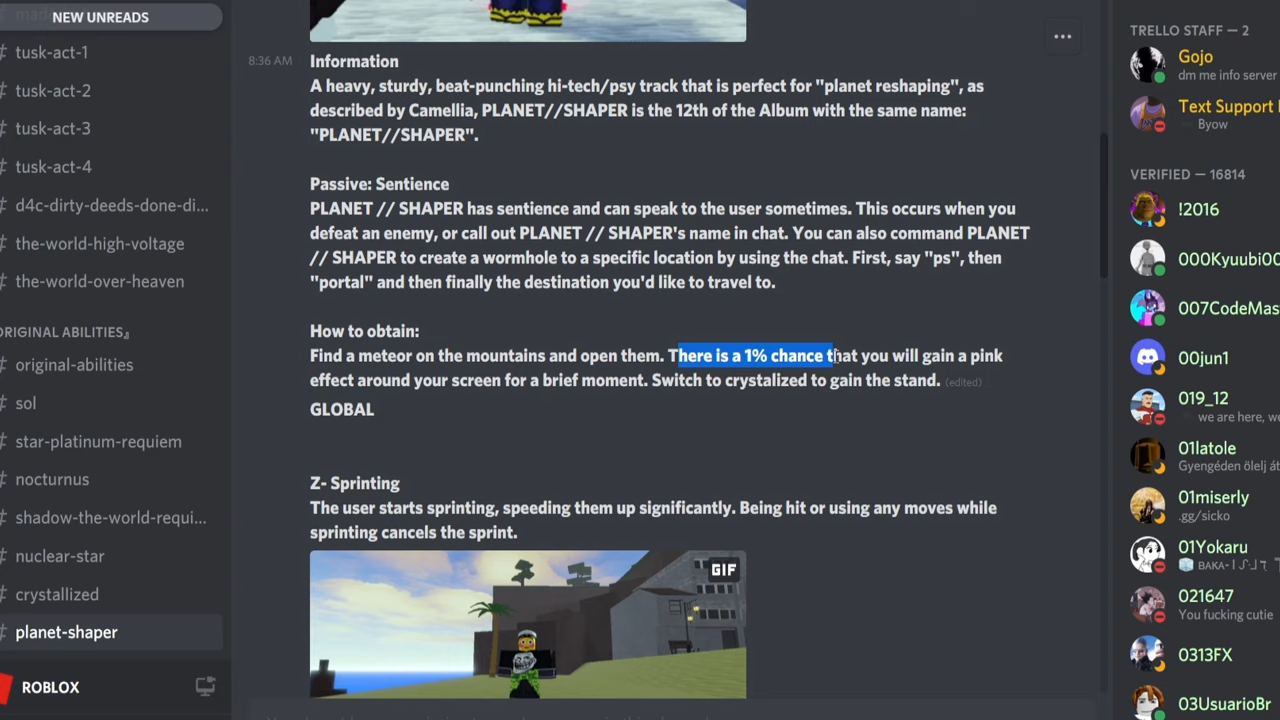 NEW UNREADS
# tusk-act-1
# tusk-act-2
# tusk-act-3
# tusk-act-4
# d4c-dirty-deeds-done-di...
# the-world-high-voltage
# the-world-over-heaven
ORIGINAL ABILITIES』
# original-abilities
# sol
# star-platinum-requiem
# nocturnus
# shadow-the-world-requi...
# nuclear-star
# crystallized
# planet-shaper
ROBLOX
8:36 AM
Information
A heavy, sturdy, beat-punching hi-tech/psy track that is perfect for "planet reshaping", as
described by Camellia, PLANET//SHAPER is the 12th of the Album with the same name:
"PLANET//SHAPER".
Passive: Sentience
PLANET // SHAPER has sentience and can speak to the user sometimes. This occurs when you
defeat an enemy, or call out PLANET // SHAPER's name in chat. You can also command PLANET
// SHAPER to create a wormhole to a specific location by using the chat. First, say "ps", then
"portal" and then finally the destination you'd like to travel to.
How to obtain:
Find a meteor on the mountains and open them. There is a 1% chance that you will gain a pink
effect around your screen for a brief moment. Switch to crystalized to gain the stand. (edited)
GLOBAL
Z- Sprinting
The user starts sprinting, speeding them up significantly. Being hit or using any moves while
sprinting cancels the sprint.
GIF
TRELLO STAFF — 2
Gojo
dm me info server
Text Support
Byow
VERIFIED — 16814
!2016
000Kyuubi00
007CodeMas
00jun1
019_12
we are here, we
01latole
Gyengéden ölelj át
01miserly
.gg/sicko
01Yokaru
021647
You fucking cutie
0313FX
03UsuarioBr